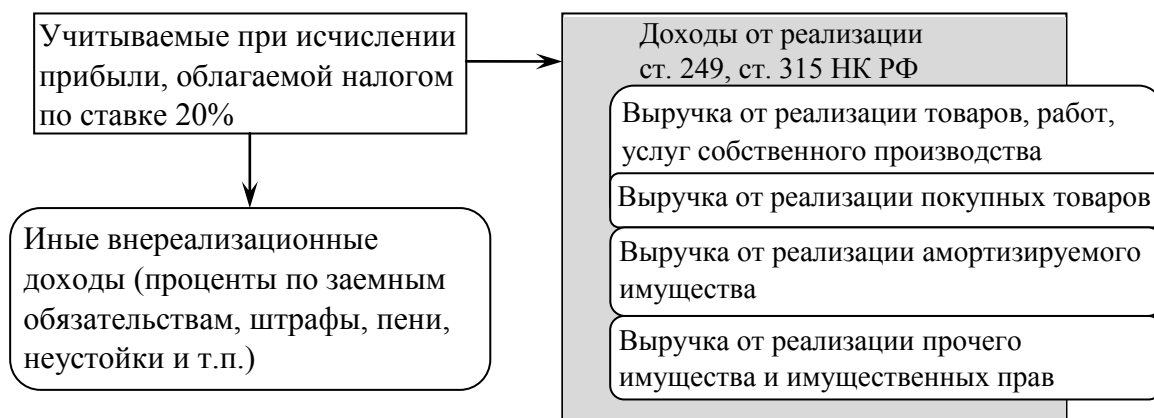 Учитываемые при исчислении
прибыли, облагаемой налогом
по ставке 20%
Доходы от реализации
ст. 249, ст. 315 НК РФ
Выручка от реализации товаров, работ,
услуг собственного производства
Выручка от реализации покупных товаров
Выручка от реализации амортизируемого
имущества
Выручка от реализации прочего
имущества и имущественных прав
Иные внереализационные
доходы (проценты по заемным
обязательствам, штрафы, пени,
неустойки и т.п.)